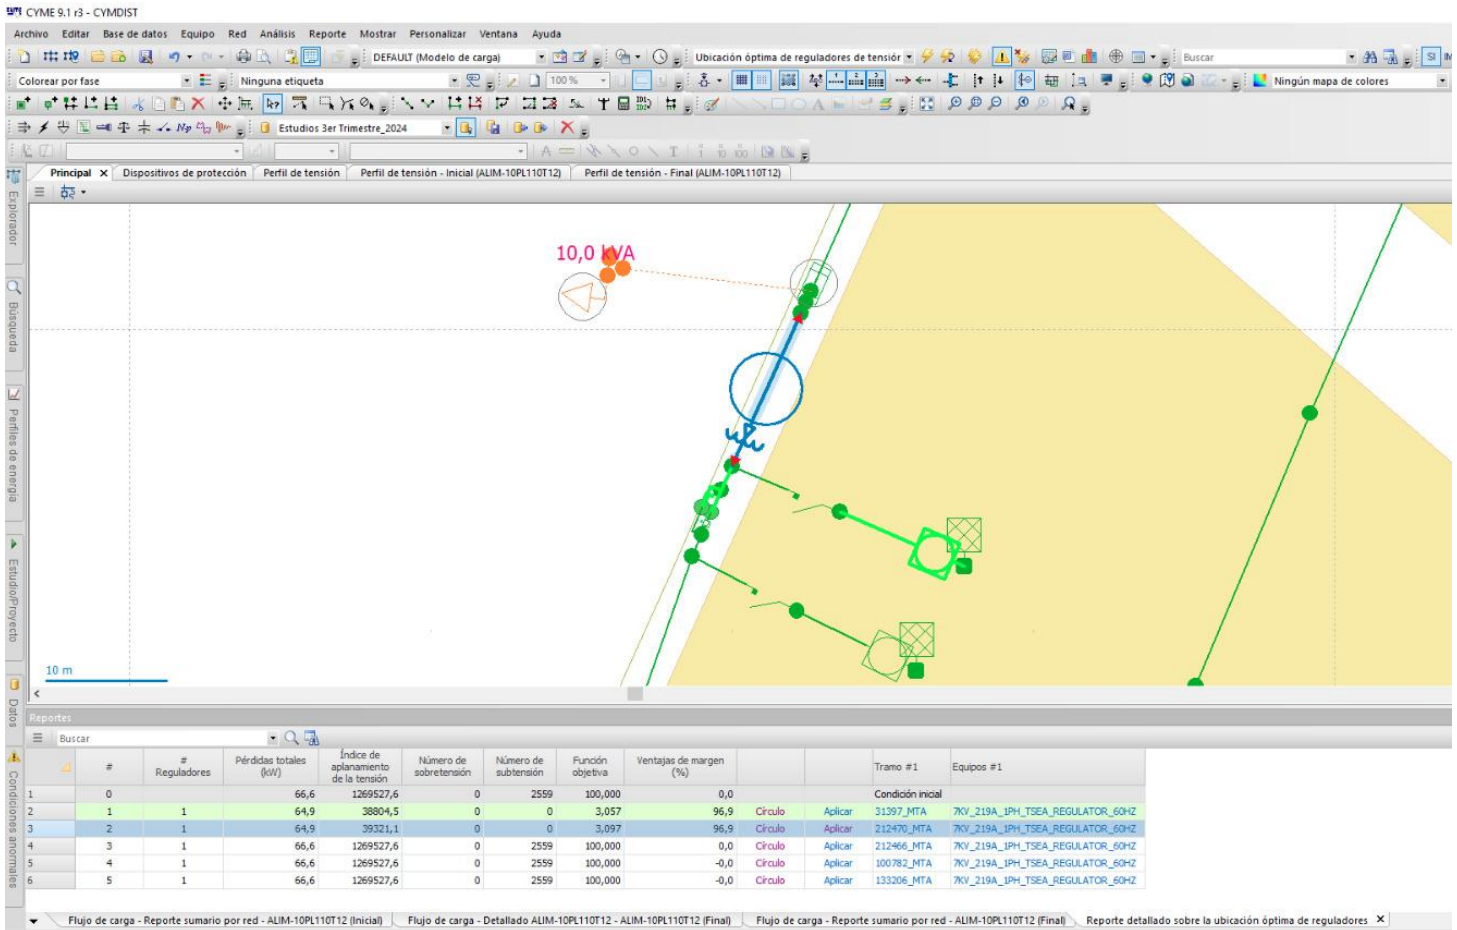 CYME 9.1 r3 - CYMDIST
Archivo Editar Base de datos Equipo Red Análisis Reporte Mostrar Personalizar Ventana Ayuda
DEFAULT (Modelo de carga) Ubicación óptima de reguladores de tensiór Buscar SI
Colorear por fase Ninguna etiqueta 100 % Ningún mapa de colores
Estudios 3er Trimestre_2024
Principal X Dispositivos de protección Perfil de tensión Perfil de tensión - Inicial (ALIM-10PL110T12) Perfil de tensión - Final (ALIM-10PL110T12)
Explorador
Búsqueda
Perfiles de energia
Estudio/Proyecto
Datos
Condiciones anormales
10,0 kVA
10 m
Reportes
Buscar
# # Reguladores Pérdidas totales (kW) Índice de aplanamiento de la tensión Número de sobretensión Número de subtensión Función objetiva Ventajas de margen (%) Tramo #1 Equipos #1
1 0 66,6 1269527,6 0 2559 100,000 0,0 Condición inicial
2 1 1 64,9 38804,5 0 0 3,057 96,9 Círculo Aplicar 31397_MTA 7KV_219A_1PH_TSEA_REGULATOR_60HZ
3 2 1 64,9 39321,1 0 0 3,097 96,9 Círculo Aplicar 212470_MTA 7KV_219A_1PH_TSEA_REGULATOR_60HZ
4 3 1 66,6 1269527,6 0 2559 100,000 0,0 Círculo Aplicar 212466_MTA 7KV_219A_1PH_TSEA_REGULATOR_60HZ
5 4 1 66,6 1269527,6 0 2559 100,000 -0,0 Círculo Aplicar 100782_MTA 7KV_219A_1PH_TSEA_REGULATOR_60HZ
6 5 1 66,6 1269527,6 0 2559 100,000 -0,0 Círculo Aplicar 133206_MTA 7KV_219A_1PH_TSEA_REGULATOR_60HZ
Flujo de carga - Reporte sumario por red - ALIM-10PL110T12 (Inicial) Flujo de carga - Detallado ALIM-10PL110T12 - ALIM-10PL110T12 (Final) Flujo de carga - Reporte sumario por red - ALIM-10PL110T12 (Final) Reporte detallado sobre la ubicación óptima de reguladores X